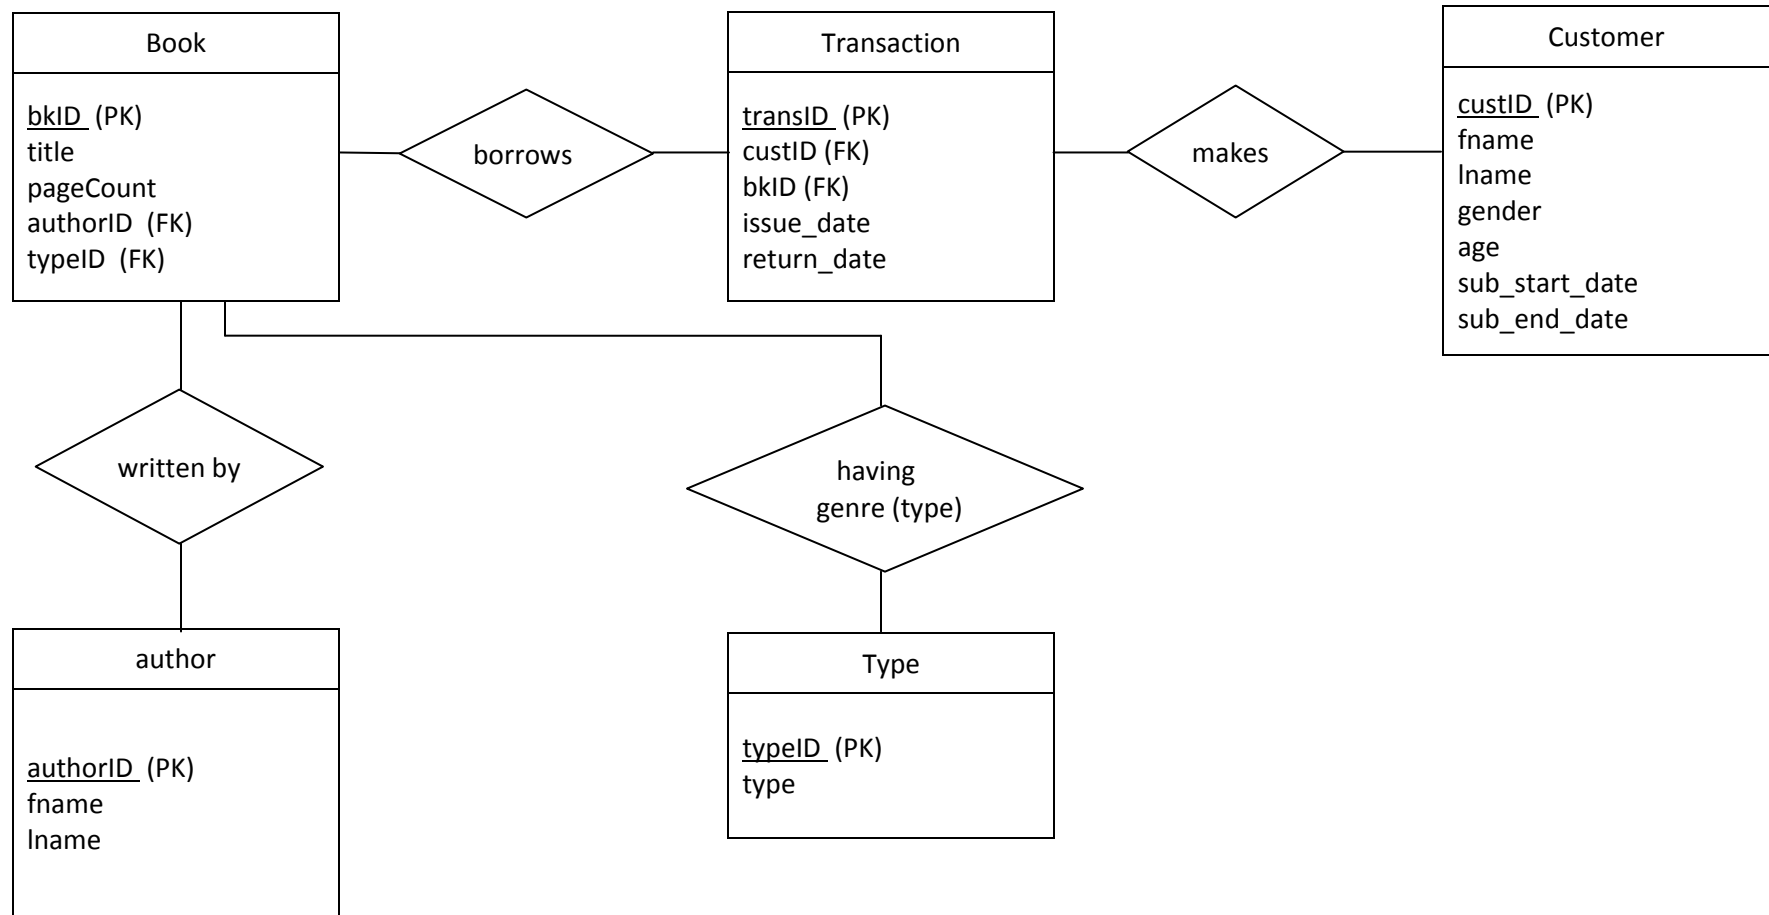 Book
bkID (PK)
title
pageCount
authorID (FK)
typeID (FK)
borrows
Transaction
transID (PK)
custID (FK)
bkID (FK)
issue_date
return_date
makes
Customer
custID (PK)
fname
lname
gender
age
sub_start_date
sub_end_date
written by
having
genre (type)
author
authorID (PK)
fname
lname
Type
typeID (PK)
type